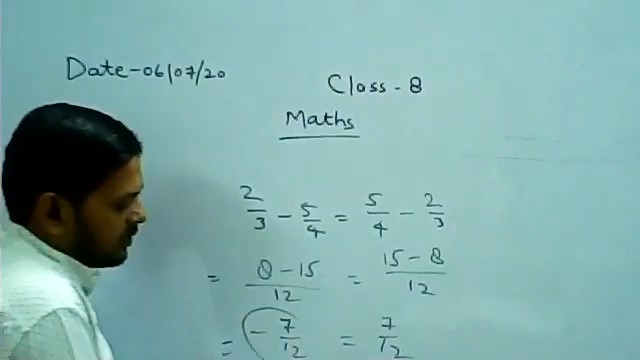 Date-06/07/20
Class - 8
Maths
2/3 - 5/4 = 5/4 - 2/3
= 8-15/12 = 15-8/12
= -7/12 = 7/12